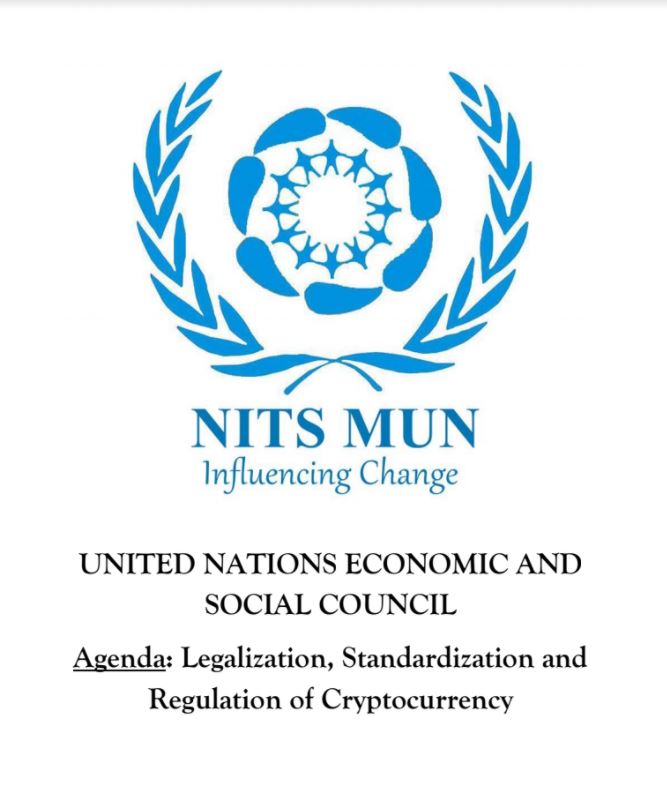 NITS MUN
Influencing Change
UNITED NATIONS ECONOMIC AND
SOCIAL COUNCIL
Agenda: Legalization, Standardization and
Regulation of Cryptocurrency